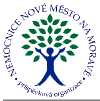 • NEMOCNICE NOVÉ MĚSTO NA MORAVĚ •
příspěvková organizace